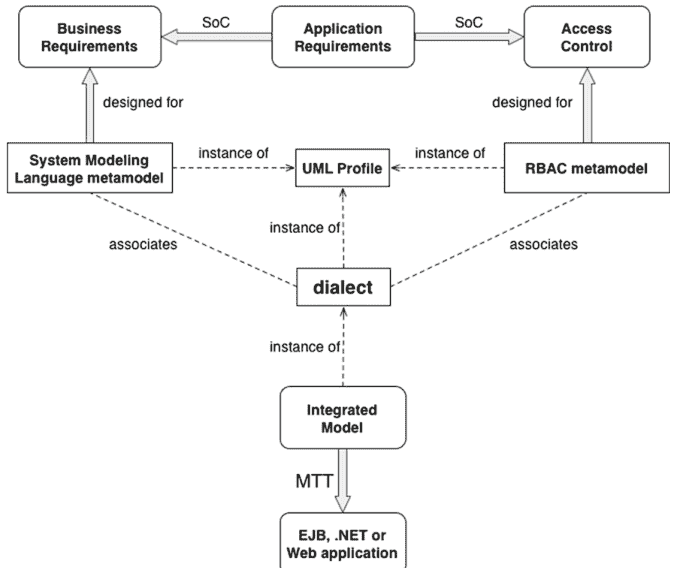 Business
Requirements
SoC
Application
Requirements
SoC
Access
Control
designed for
designed for
System Modeling
Language metamodel
instance of
UML Profile
instance of
RBAC metamodel
associates
instance of
associates
dialect
instance of
Integrated
Model
MTT
EJB, .NET or
Web application